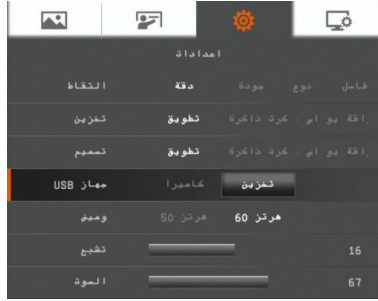 اعدادات
التقاط دقة جودة نوع فاصل
تخزين تطويق كرة ذاكرة
تصميم تطويق كرة ذاكرة
جهاز USB كاميرا تخزين
وميض 50 هرتز 60 هرتز
تشبع 16
الصوت 67